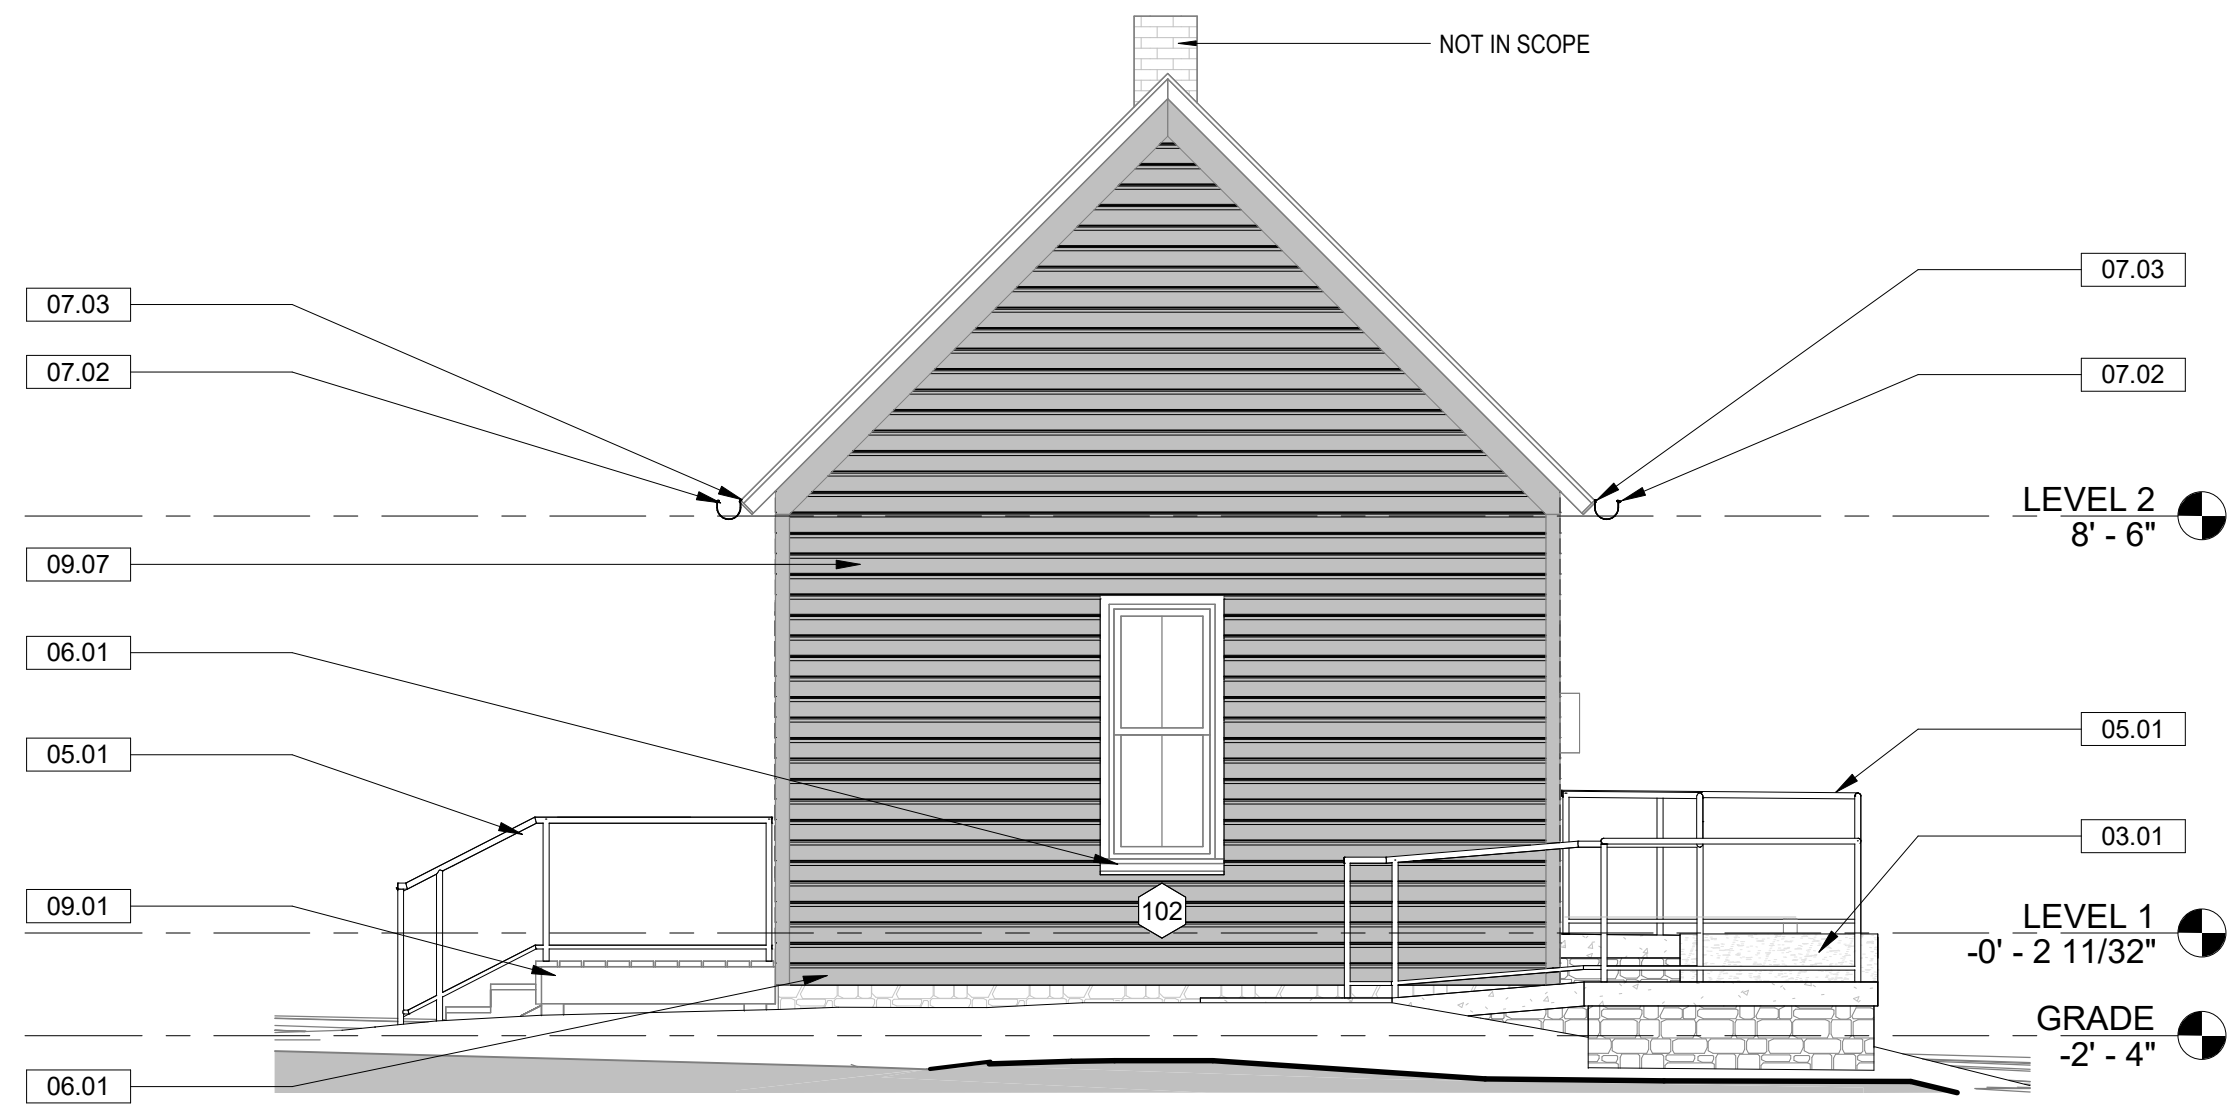 NOT IN SCOPE
07.03
07.03
07.02
07.02
LEVEL 2
8' - 6"
09.07
06.01
05.01
05.01
03.01
09.01
102
LEVEL 1
-0' - 2 11/32"
GRADE
-2' - 4"
06.01